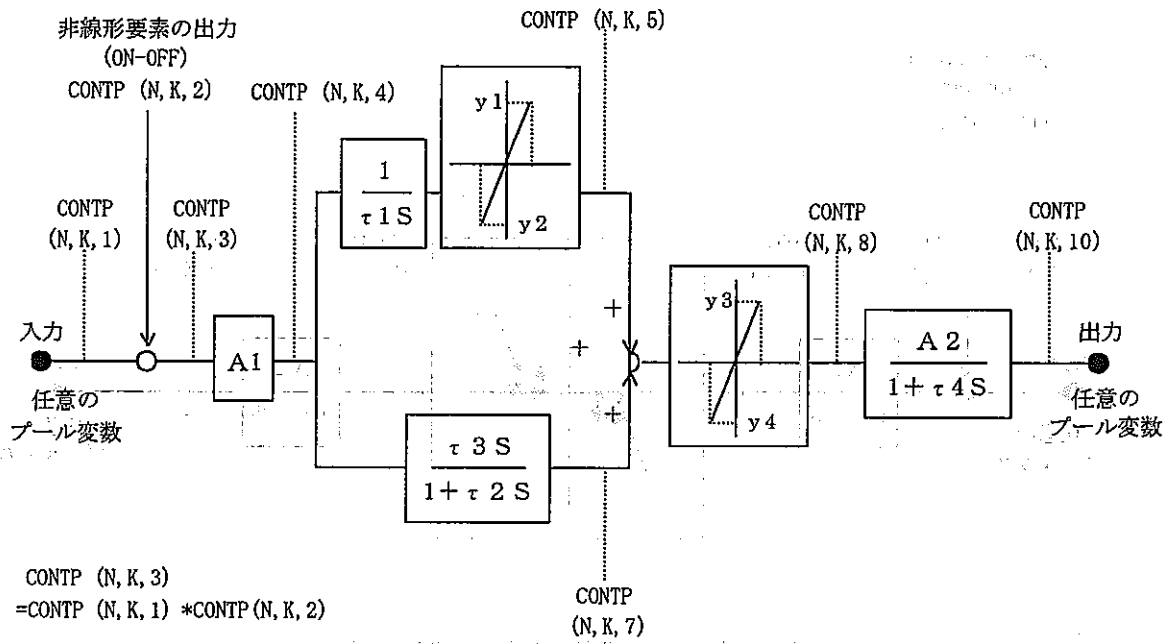 CONTP (N, K, 5)
非線形要素の出力
(ON-OFF)
CONTP (N, K, 2)
CONTP (N, K, 4)
y1
y2
1
τ1S
CONTP
(N, K, 1)
CONTP
(N, K, 3)
CONTP
(N, K, 8)
CONTP
(N, K, 10)
入力
A1
+
+
+
y3
y4
A2
1+τ4S
出力
任意の
プール変数
任意の
プール変数
τ3S
1+τ2S
CONTP (N, K, 3)
=CONTP (N, K, 1) *CONTP(N, K, 2)
CONTP
(N, K, 7)